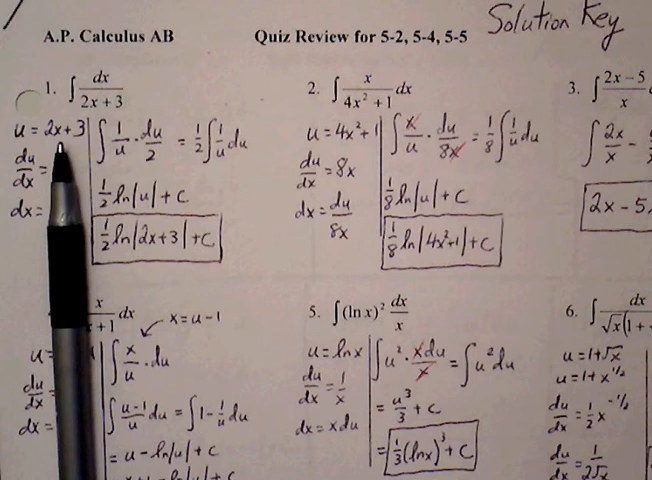 Solution Key
A.P. Calculus AB Quiz Review for 5-2, 5-4, 5-5
1. ∫ dx/(2x + 3)
u = 2x+3
du/dx =
dx =
∫ 1/u · du/2 = 1/2 ∫ 1/u du
1/2 ln|u| + C
1/2 ln|2x+3| + C
2. ∫ x/(4x² + 1) dx
u = 4x²+1
du/dx = 8x
dx = du/8x
∫ x/u · du/8x = 1/8 ∫ 1/u du
1/8 ln|u| + C
1/8 ln|4x²+1| + C
3. ∫ (2x − 5)/x
∫ 2x/x −
2x − 5
x/(x + 1) dx
x = u − 1
u =
du/dx =
dx =
∫ x/u · du
∫ (u−1)/u du = ∫ 1 − 1/u du
= u − ln|u| + C
5. ∫ (ln x)² dx/x
u = ln x
du/dx = 1/x
dx = x du
∫ u² · x du/x = ∫ u² du
= u³/3 + C
= 1/3 (ln x)³ + C
6. ∫ dx/(√x(1 +
u = 1+√x
u = 1 + x^(1/2)
du/dx = 1/2 x^(−1/2)
du/dx = 1/(2√x)